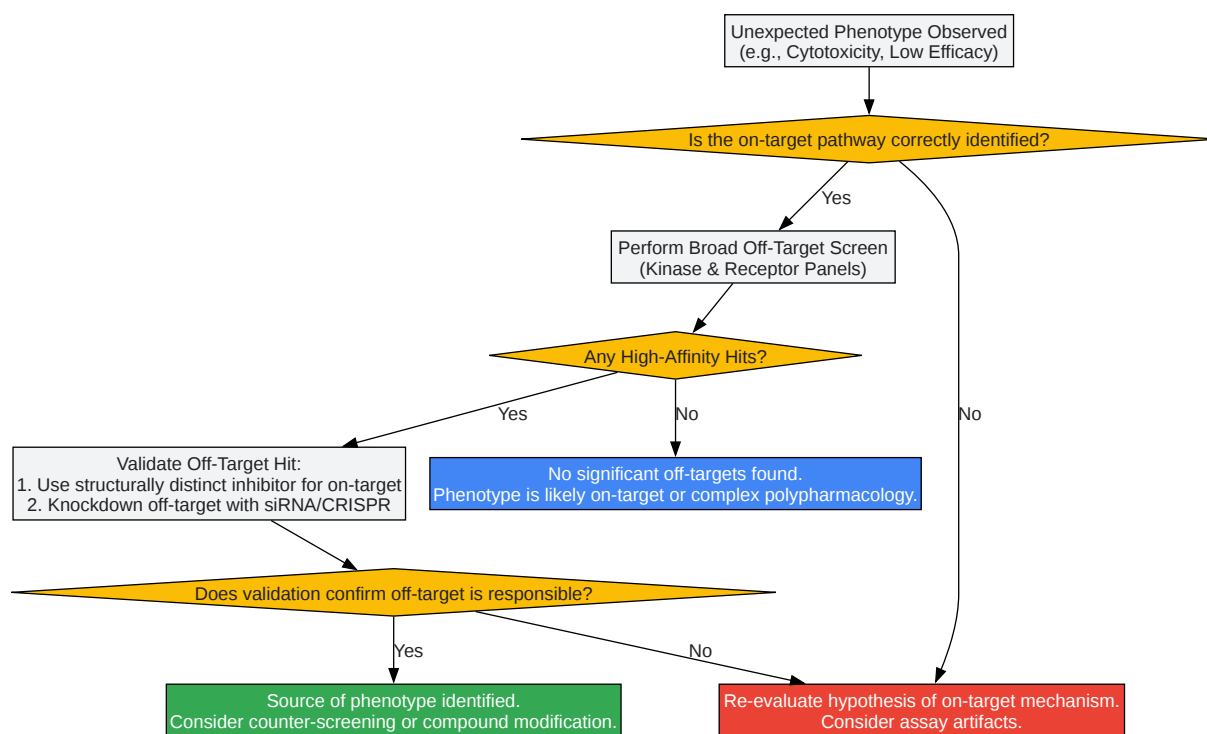 Unexpected Phenotype Observed
(e.g., Cytotoxicity, Low Efficacy)
Is the on-target pathway correctly identified?
Yes
Perform Broad Off-Target Screen
(Kinase & Receptor Panels)
Any High-Affinity Hits?
Yes
No
No
Validate Off-Target Hit:
1. Use structurally distinct inhibitor for on-target
2. Knockdown off-target with siRNA/CRISPR
No significant off-targets found.
Phenotype is likely on-target or complex polypharmacology.
Does validation confirm off-target is responsible?
Yes
No
Source of phenotype identified.
Consider counter-screening or compound modification.
Re-evaluate hypothesis of on-target mechanism.
Consider assay artifacts.